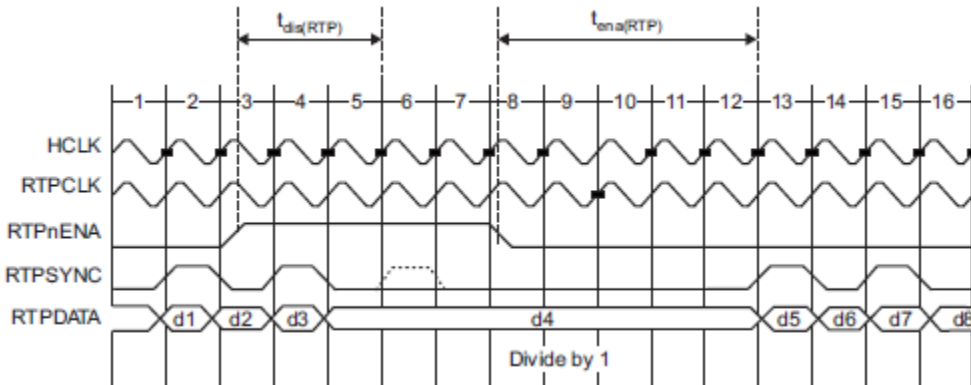 tdis(RTP) tena(RTP)
1 2 3 4 5 6 7 8 9 10 11 12 13 14 15 16
HCLK
RTPCLK
RTPnENA
RTPSYNC
RTPDATA d1 d2 d3 d4 d5 d6 d7 d8
Divide by 1